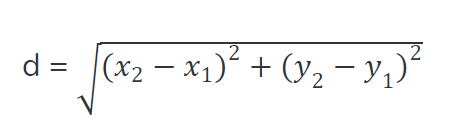 d = √(x₂ − x₁)² + (y₂ − y₁)²